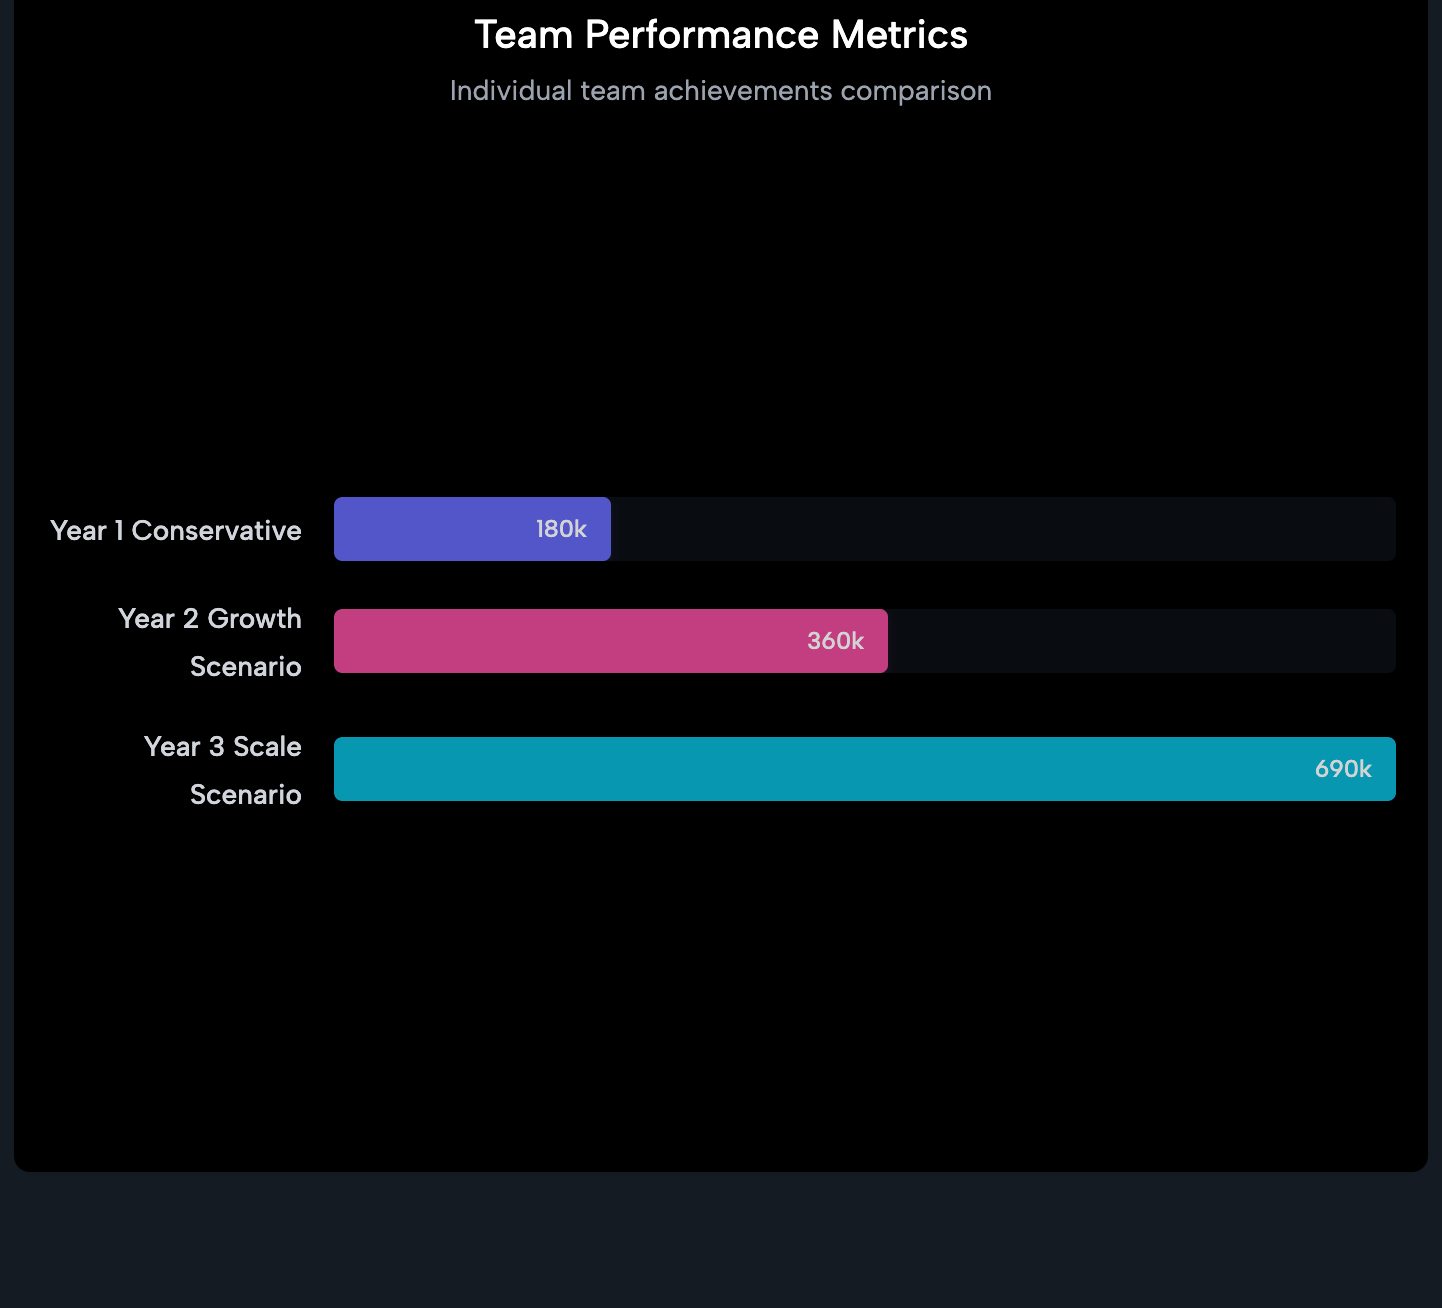 Team Performance Metrics
Individual team achievements comparison
Year 1 Conservative
180k
Year 2 Growth
Scenario
360k
Year 3 Scale
Scenario
690k